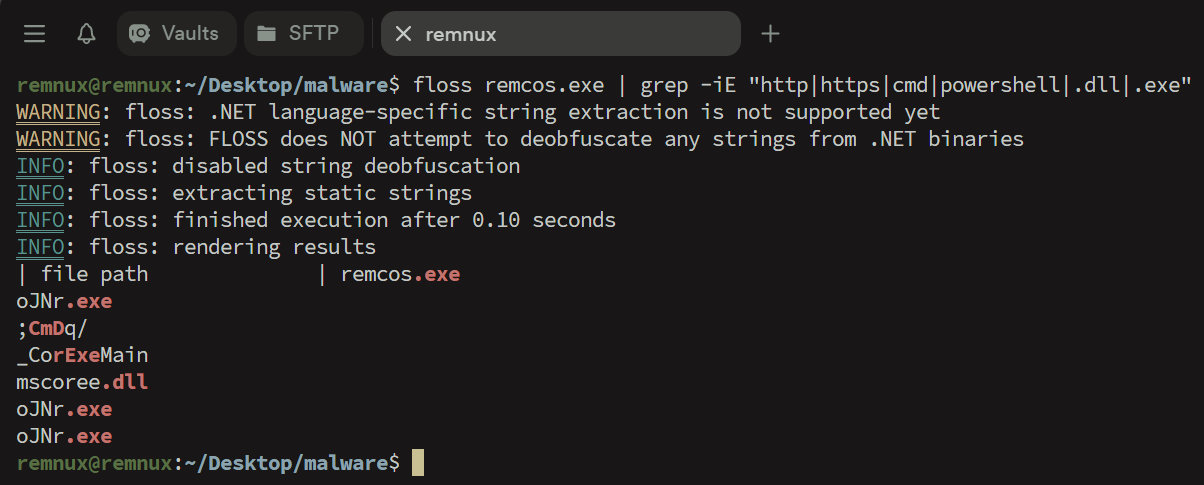 Vaults SFTP remnux
remnux@remnux:~/Desktop/malware$ floss remcos.exe | grep -iE "http|https|cmd|powershell|.dll|.exe"
WARNING: floss: .NET language-specific string extraction is not supported yet
WARNING: floss: FLOSS does NOT attempt to deobfuscate any strings from .NET binaries
INFO: floss: disabled string deobfuscation
INFO: floss: extracting static strings
INFO: floss: finished execution after 0.10 seconds
INFO: floss: rendering results
| file path | remcos.exe
oJNr.exe
;CmDq/
_CorExeMain
mscoree.dll
oJNr.exe
oJNr.exe
remnux@remnux:~/Desktop/malware$